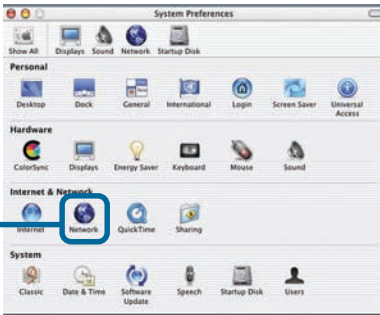 System Preferences
Show All Displays Sound Network Startup Disk
Personal
Desktop Dock General International Login Screen Saver Universal Access
Hardware
ColorSync Displays Energy Saver Keyboard Mouse Sound
Internet & Network
Internet Network QuickTime Sharing
System
Classic Date & Time Software Update Speech Startup Disk Users